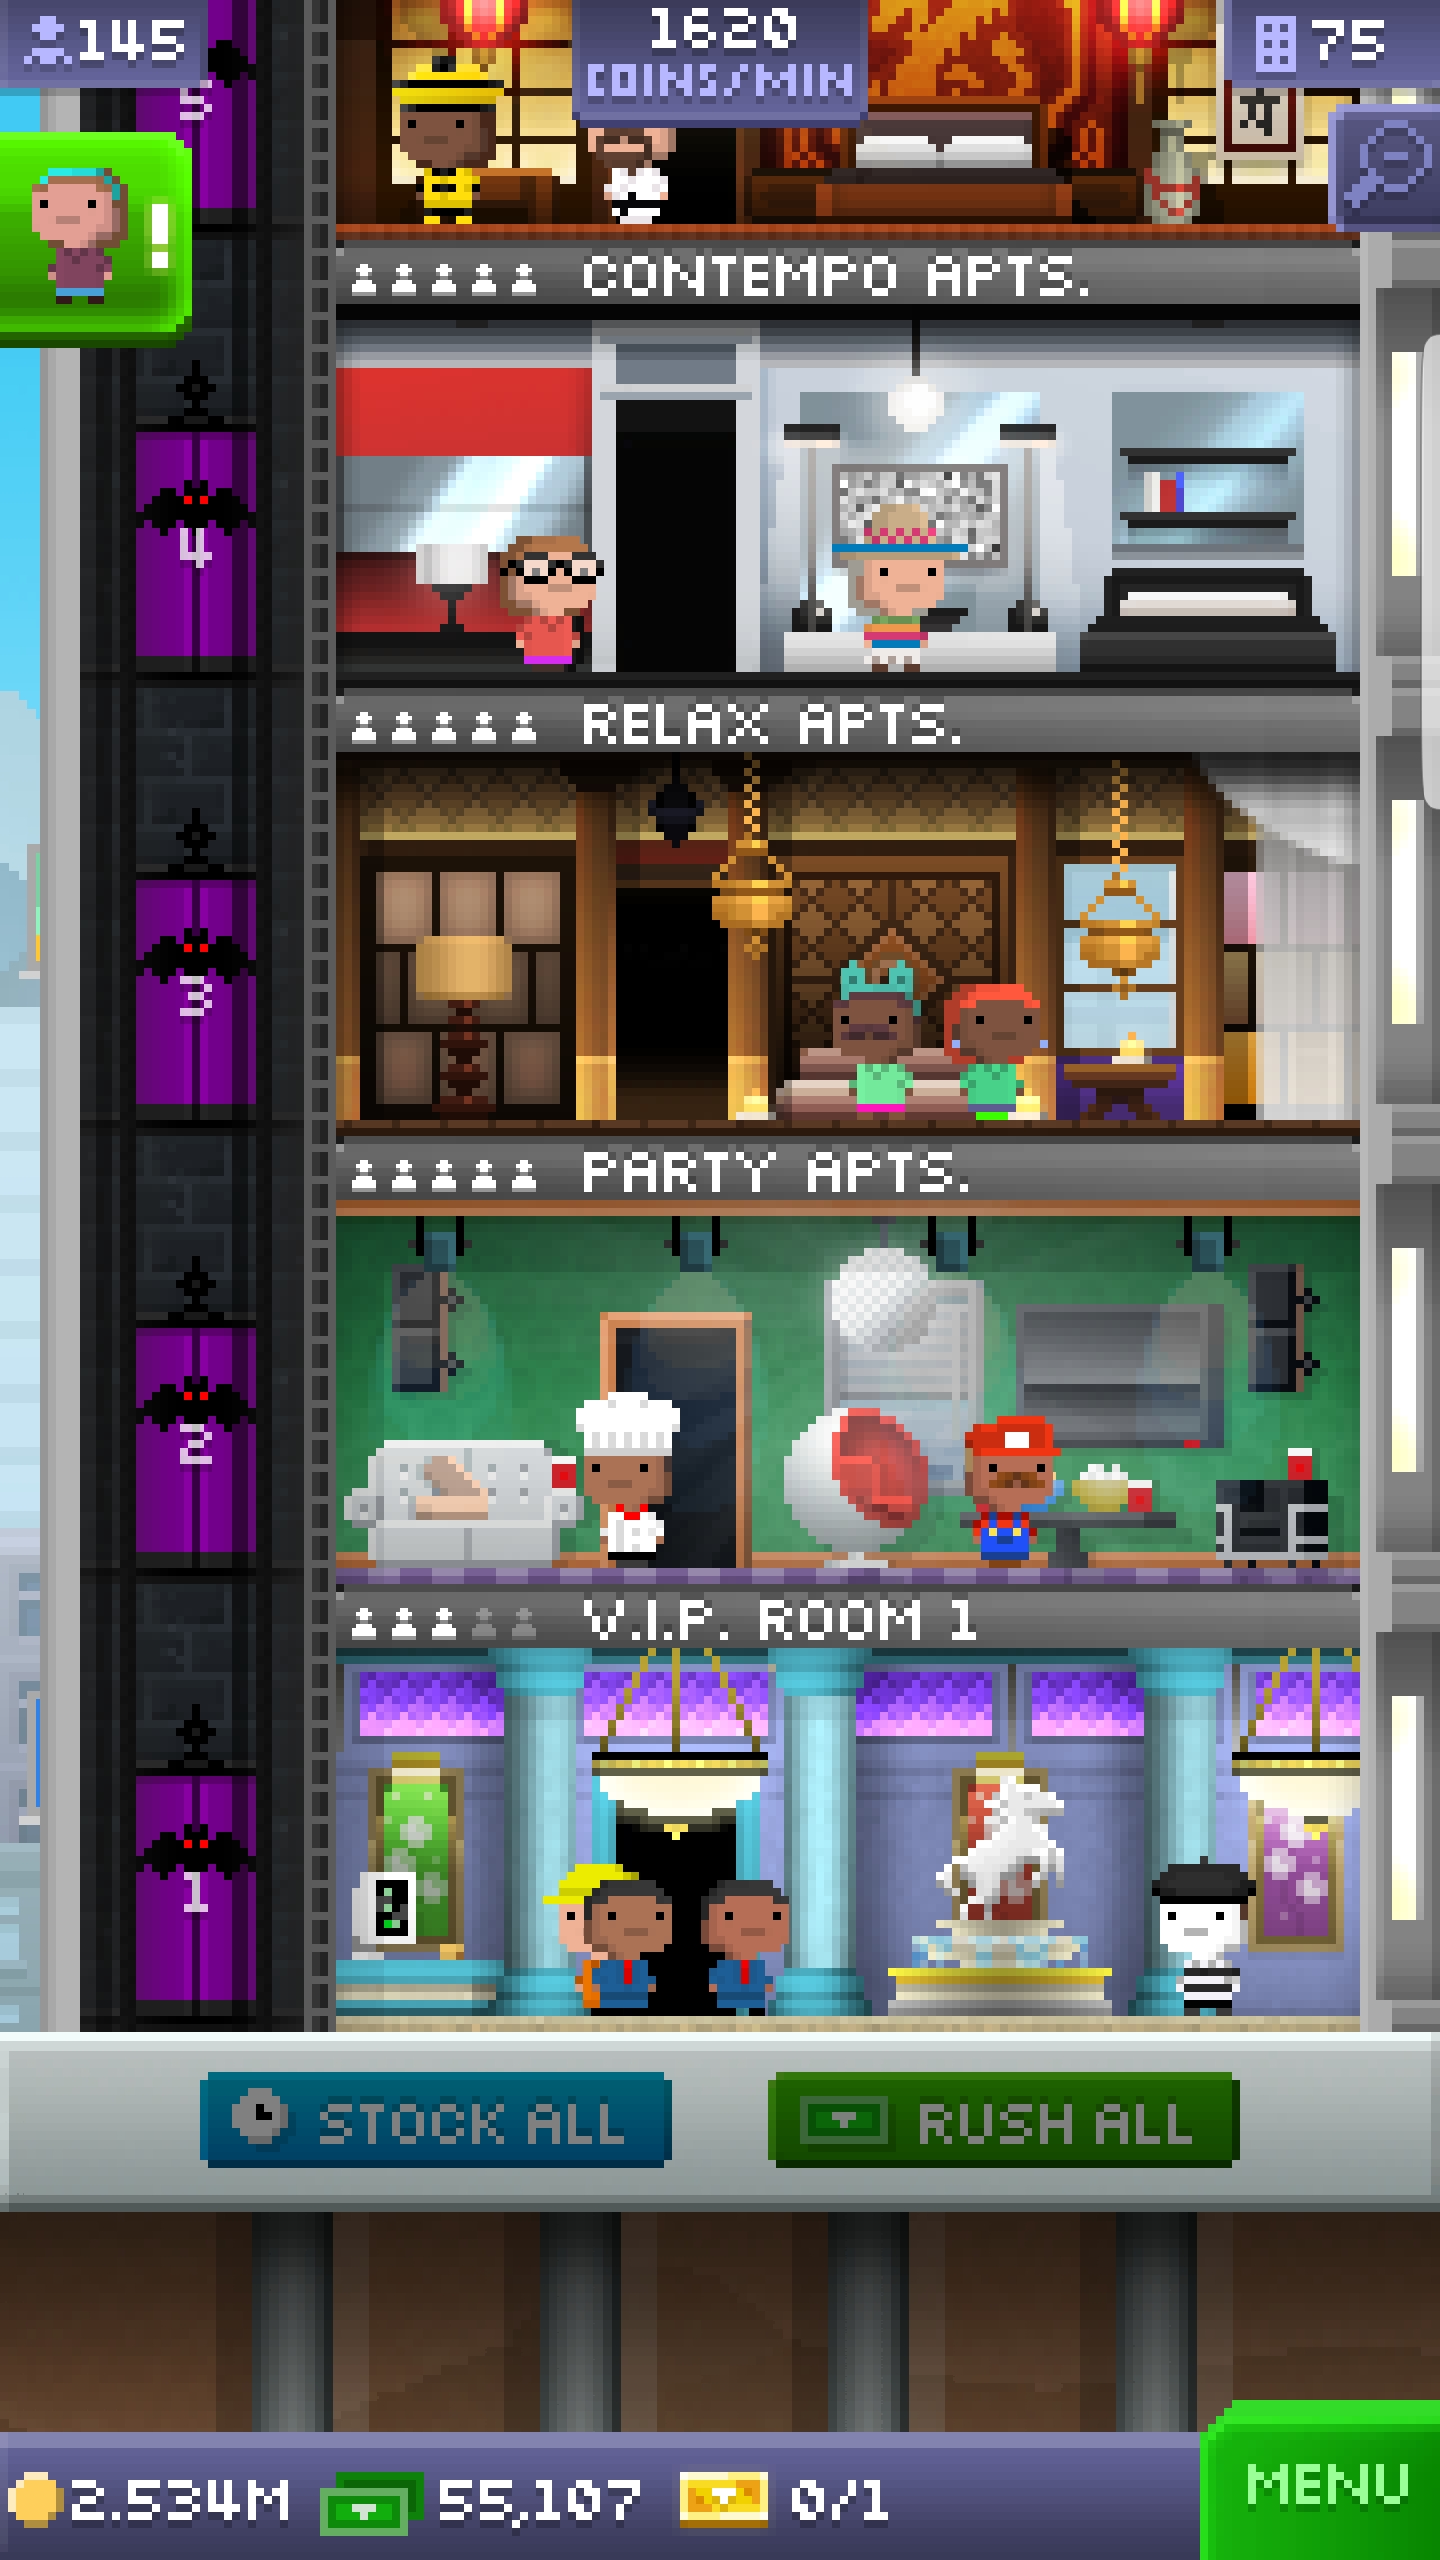 145
1620
COINS/MIN
75
5
!
CONTEMPO APTS.
4
RELAX APTS.
3
PARTY APTS.
2
V.I.P. ROOM 1
1
STOCK ALL
RUSH ALL
2.534M
55,107
0/1
MENU